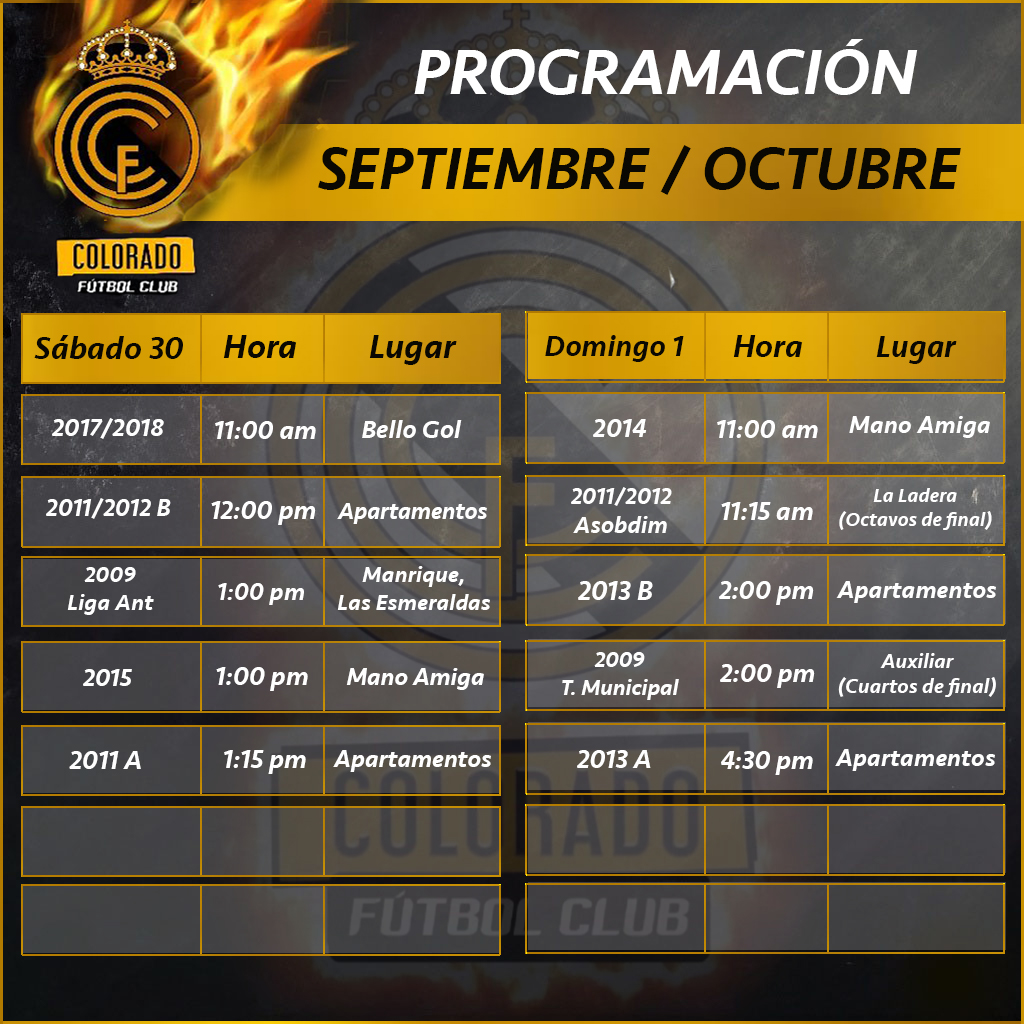 PROGRAMACIÓN
SEPTIEMBRE / OCTUBRE
COLORADO
FÚTBOL CLUB
Sábado 30 Hora Lugar
2017/2018 11:00 am Bello Gol
2011/2012 B 12:00 pm Apartamentos
2009
Liga Ant 1:00 pm Manrique,
Las Esmeraldas
2015 1:00 pm Mano Amiga
2011 A 1:15 pm Apartamentos
Domingo 1 Hora Lugar
2014 11:00 am Mano Amiga
2011/2012
Asobdim 11:15 am La Ladera
(Octavos de final)
2013 B 2:00 pm Apartamentos
2009
T. Municipal 2:00 pm Auxiliar
(Cuartos de final)
2013 A 4:30 pm Apartamentos
COLORADO
FÚTBOL CLUB